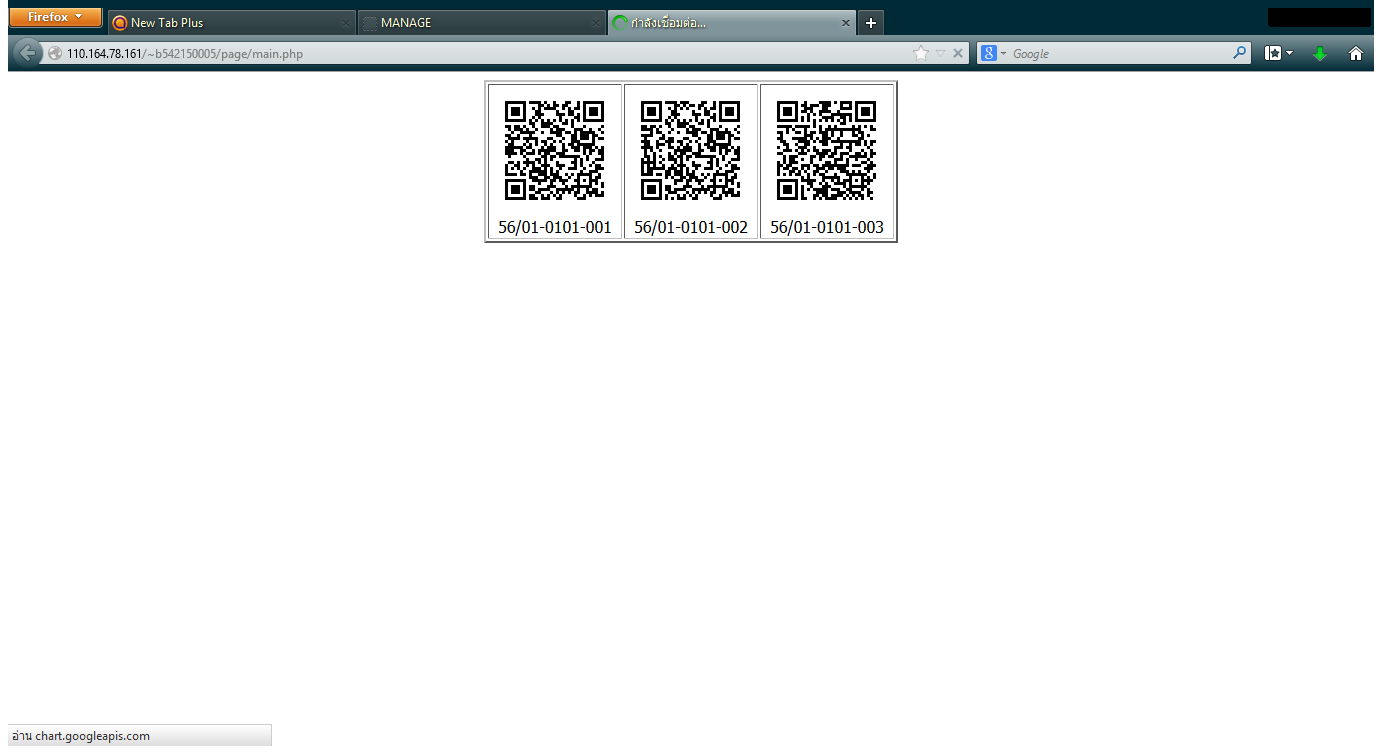 Firefox
New Tab Plus
MANAGE
กำลังเชื่อมต่อ...
110.164.78.161/~b542150005/page/main.php
8
Google
56/01-0101-001
56/01-0101-002
56/01-0101-003
อ่าน chart.googleapis.com